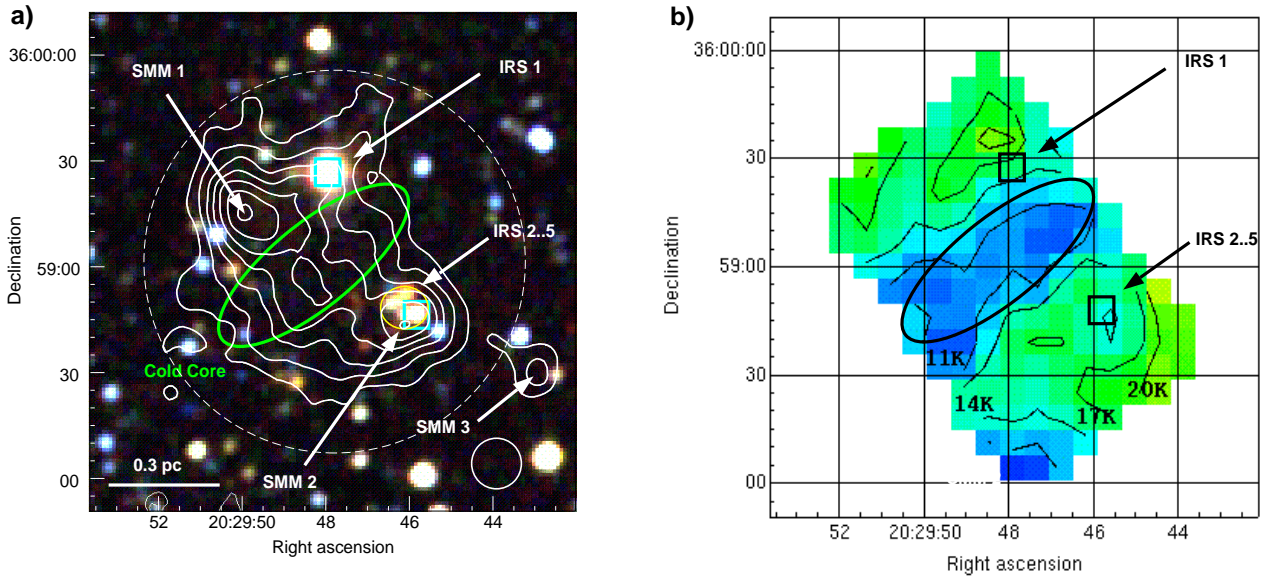 a)
36:00:00
30
59:00
30
00
Declination
SMM 1
IRS 1
IRS 2..5
Cold Core
SMM 3
SMM 2
0.3 pc
52
20:29:50
48
46
44
Right ascension
b)
36:00:00
30
59:00
30
00
Declination
IRS 1
IRS 2..5
11K
14K
17K
20K
52
20:29:50
48
46
44
Right ascension